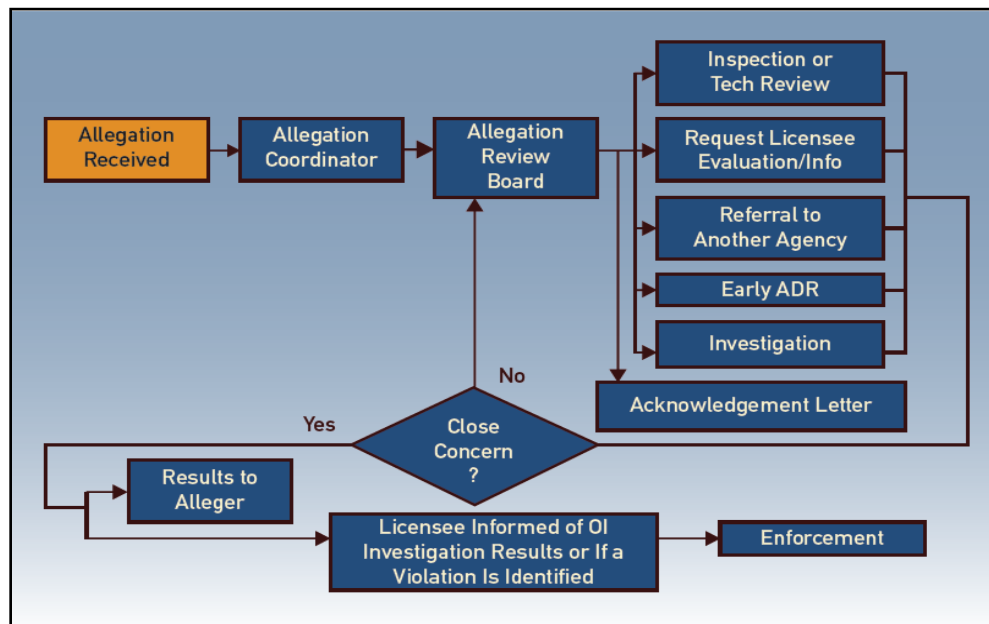 Allegation
Received
Allegation
Coordinator
Allegation
Review
Board
Inspection or
Tech Review
Request Licensee
Evaluation/Info
Referral to
Another Agency
Early ADR
Investigation
Acknowledgement Letter
No
Yes
Close
Concern
?
Results to
Alleger
Licensee Informed of OI
Investigation Results or If a
Violation Is Identified
Enforcement